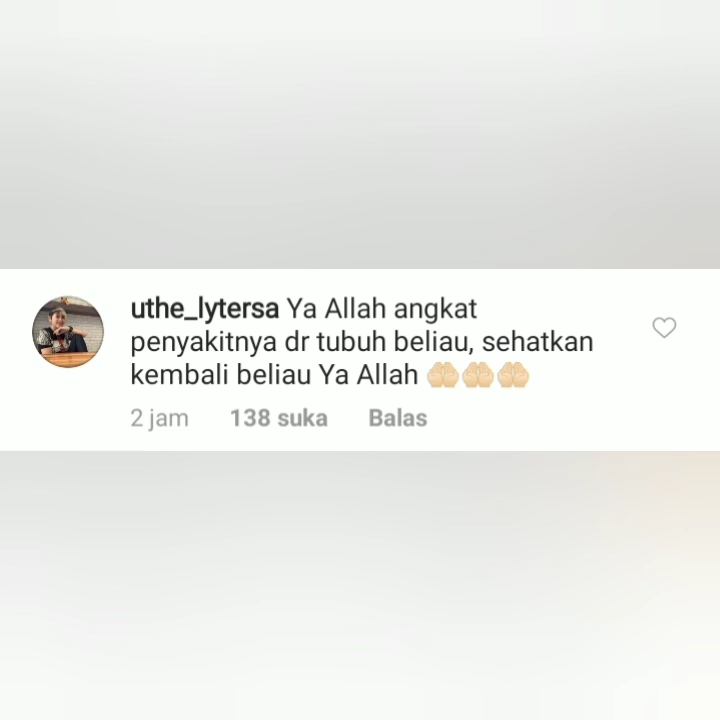 uthe_lytersa Ya Allah angkat
penyakitnya dr tubuh beliau, sehatkan
kembali beliau Ya Allah 🤲🏻🤲🏻🤲🏻
2 jam 138 suka Balas